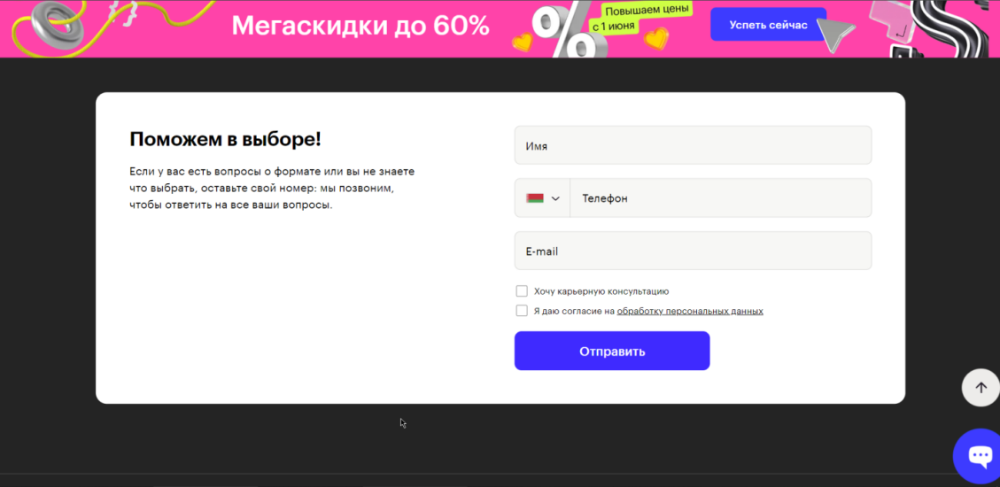 Мегаскидки до 60%
%
Повышаем цены
с 1 июня
Успеть сейчас
Поможем в выборе!
Если у вас есть вопросы о формате или вы не знаете
что выбрать, оставьте свой номер: мы позвоним,
чтобы ответить на все ваши вопросы.
Имя
Телефон
E-mail
Хочу карьерную консультацию
Я даю согласие на обработку персональных данных
Отправить